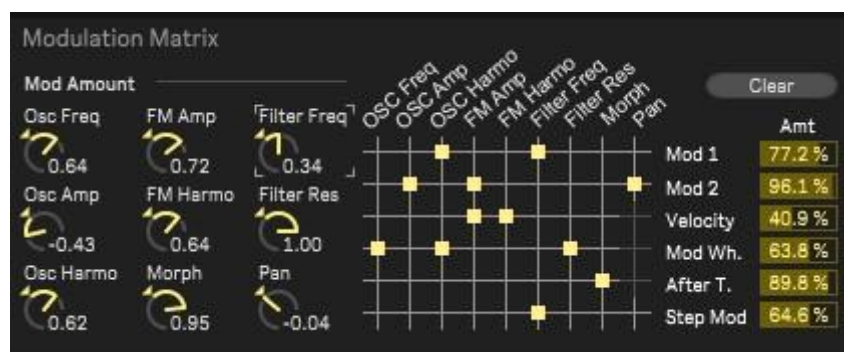 Modulation Matrix
Mod Amount
Osc Freq FM Amp Filter Freq
0.64 0.72 0.34
Osc Amp FM Harmo Filter Res
-0.43 0.64 1.00
Osc Harmo Morph Pan
0.62 0.95 -0.04
OSC Freq
OSC Amp
OSC Harmo
FM Amp
FM Harmo
Filter Freq
Filter Res
Morph
Pan
Clear
Amt
Mod 1 77.2 %
Mod 2 96.1 %
Velocity 40.9 %
Mod Wh. 63.8 %
After T. 89.8 %
Step Mod 64.6 %